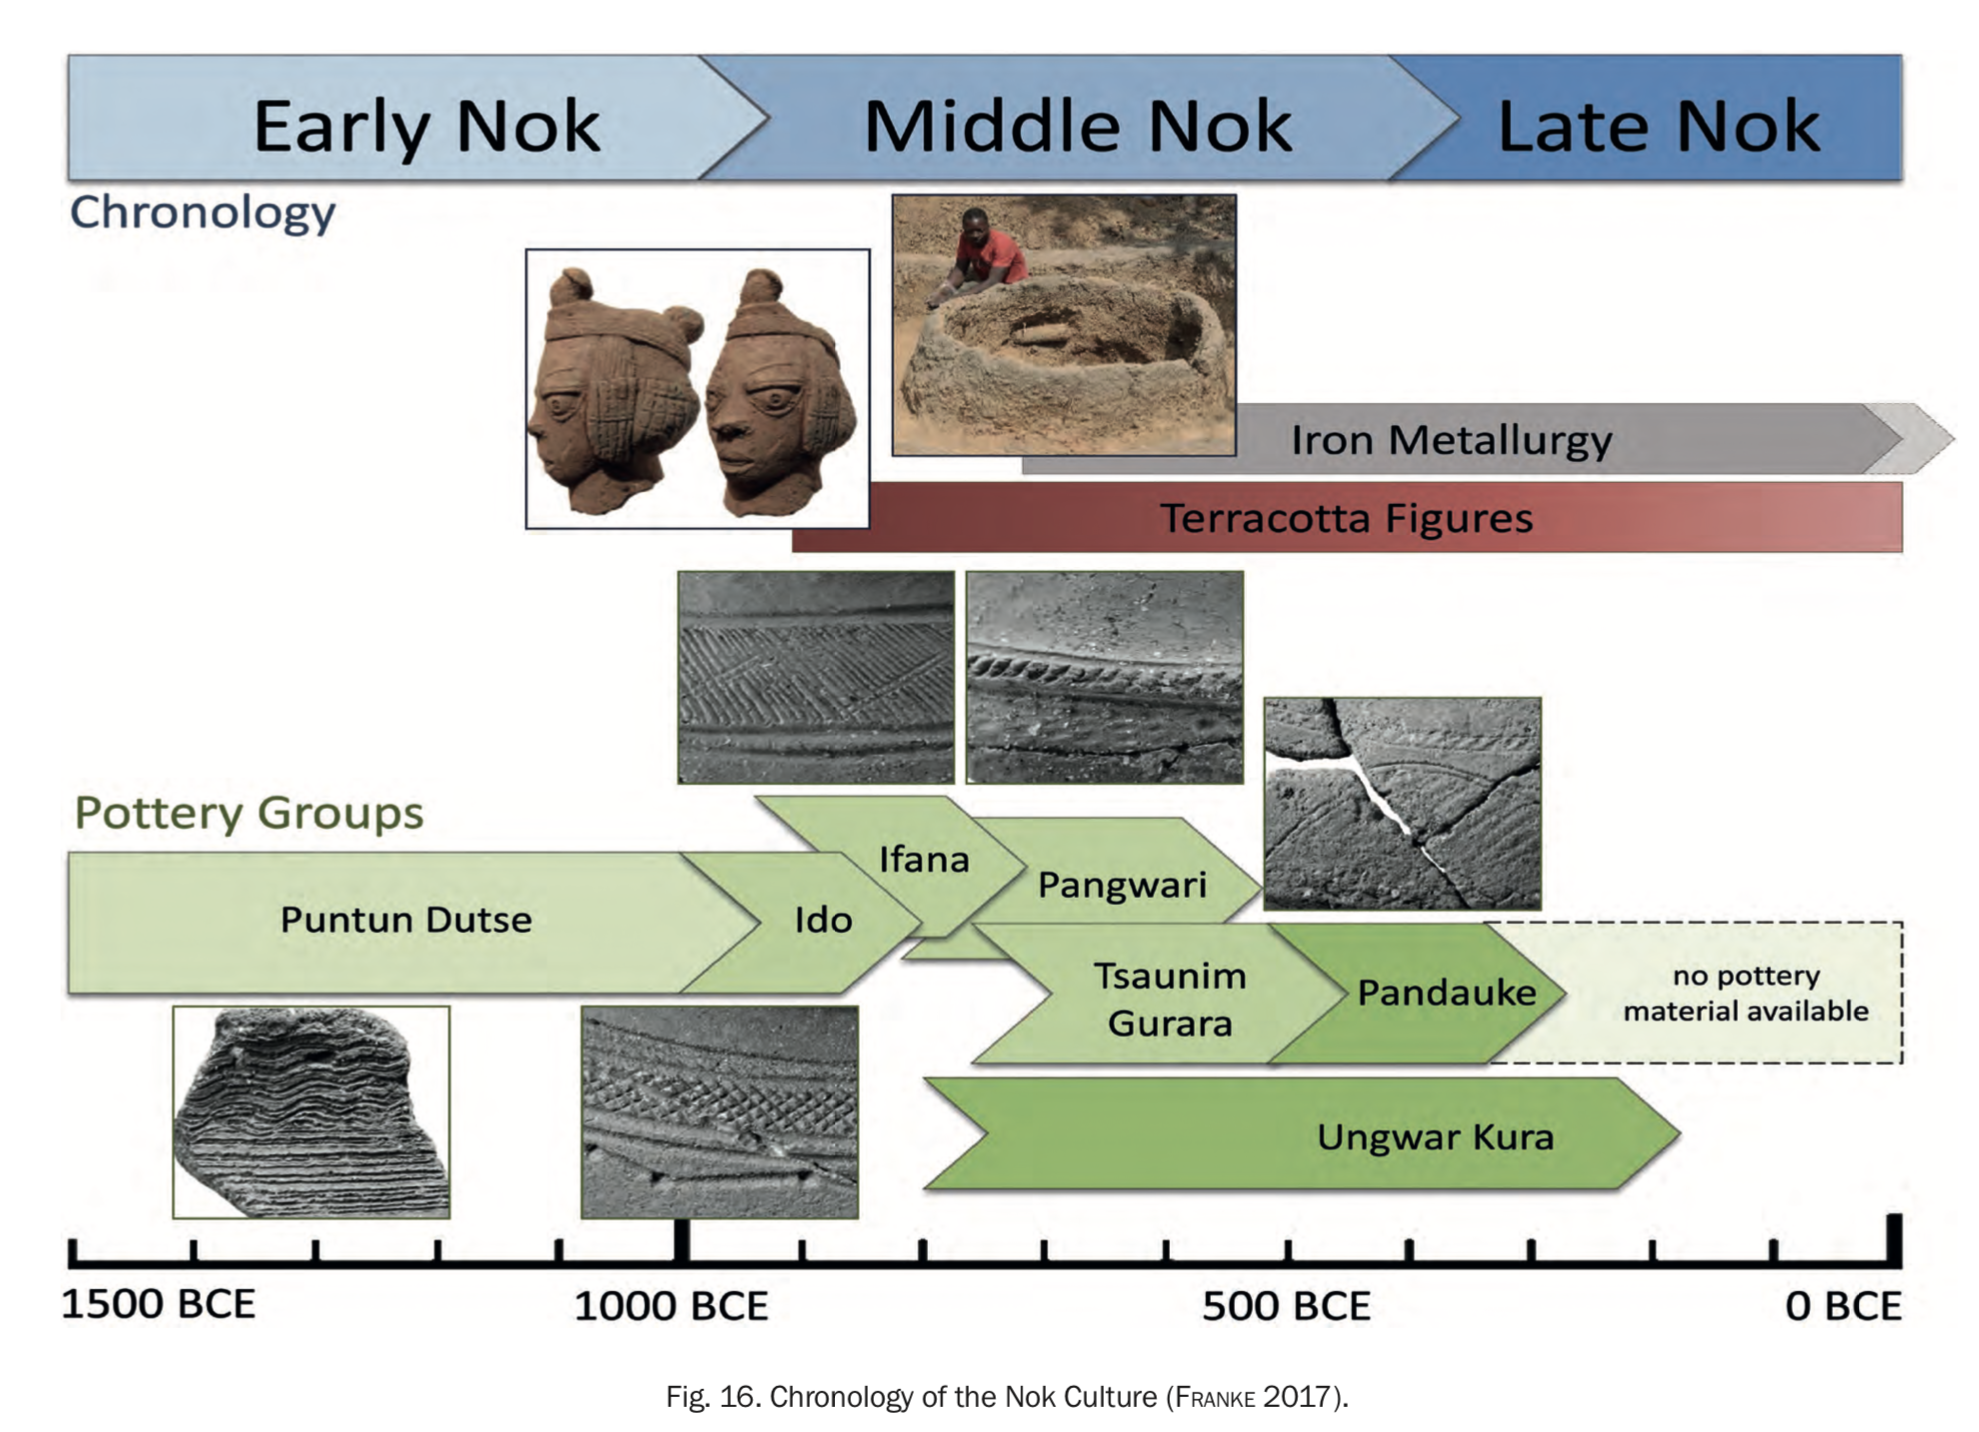 Early Nok
Middle Nok
Late Nok
Chronology
Iron Metallurgy
Terracotta Figures
Pottery Groups
Ifana
Pangwari
Puntun Dutse
Ido
Tsaunim
Gurara
Pandauke
no pottery
material available
Ungwar Kura
1500 BCE
1000 BCE
500 BCE
0 BCE
Fig. 16. Chronology of the Nok Culture (FRANKE 2017).